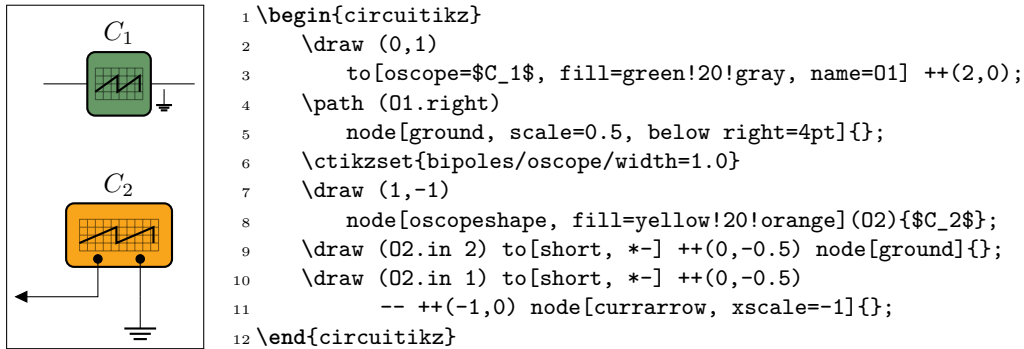 C1
C2
1 \begin{circuitikz}
2 \draw (0,1)
3 to[oscope=$C_1$, fill=green!20!gray, name=O1] ++(2,0);
4 \path (O1.right)
5 node[ground, scale=0.5, below right=4pt]{};
6 \ctikzset{bipoles/oscope/width=1.0}
7 \draw (1,-1)
8 node[oscopeshape, fill=yellow!20!orange](O2){$C_2$};
9 \draw (O2.in 2) to[short, *-] ++(0,-0.5) node[ground]{};
10 \draw (O2.in 1) to[short, *-] ++(0,-0.5)
11 -- ++(-1,0) node[currarrow, xscale=-1]{};
12 \end{circuitikz}